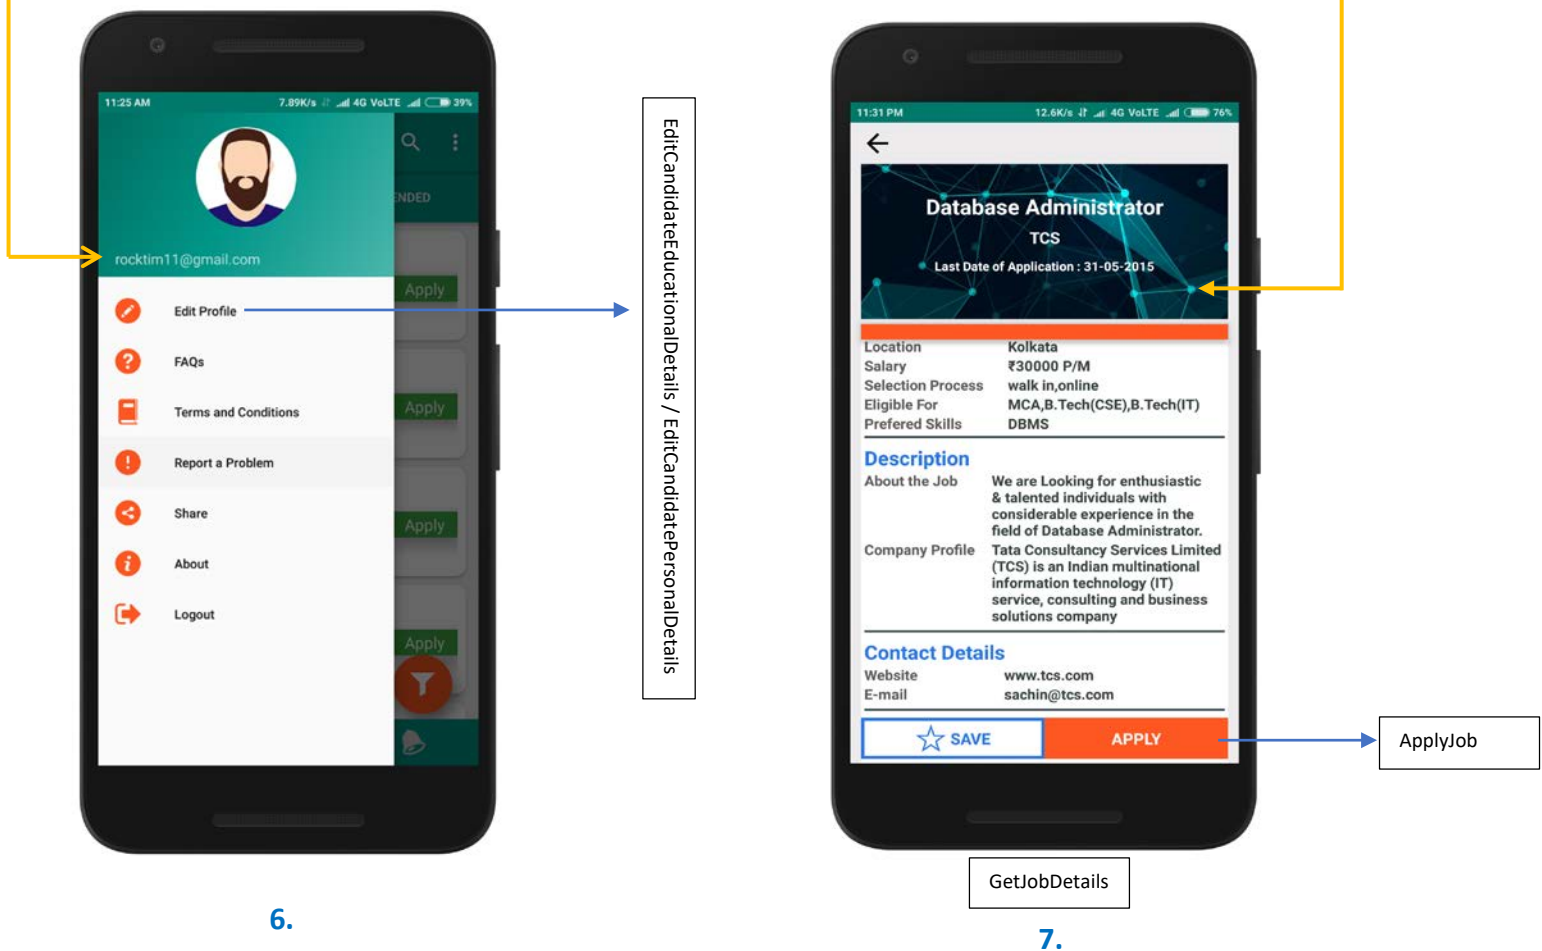 11:25 AM 7.89K/s 4G VoLTE 39%
ENDED
rocktim11@gmail.com
Apply
Edit Profile
FAQs
Terms and Conditions
Apply
Report a Problem
Share
Apply
About
Logout
Apply
6.
EditCandidateEducationalDetails / EditCandidatePersonalDetails
11:31 PM 12.6K/s 4G VoLTE 76%
Database Administrator
TCS
Last Date of Application : 31-05-2015
Location Kolkata
Salary ₹30000 P/M
Selection Process walk in,online
Eligible For MCA,B.Tech(CSE),B.Tech(IT)
Prefered Skills DBMS
Description
About the Job We are Looking for enthusiastic
& talented individuals with
considerable experience in the
field of Database Administrator.
Company Profile Tata Consultancy Services Limited
(TCS) is an Indian multinational
information technology (IT)
service, consulting and business
solutions company
Contact Details
Website www.tcs.com
E-mail sachin@tcs.com
SAVE APPLY
ApplyJob
GetJobDetails
7.